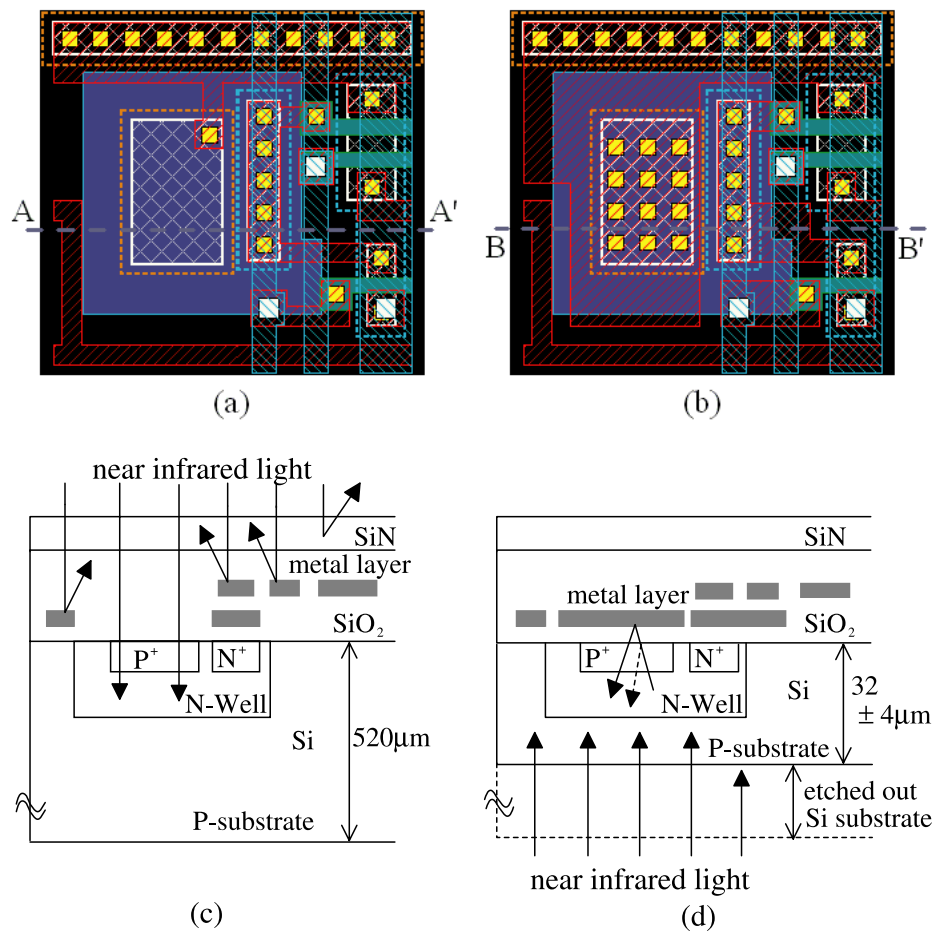 A
A'
(a)
B
B'
(b)
near infrared light
SiN
metal layer
SiO₂
P⁺
N⁺
N-Well
Si
520μm
P-substrate
(c)
SiN
metal layer
SiO₂
P⁺
N⁺
Si
32
± 4μm
N-Well
P-substrate
etched out
Si substrate
near infrared light
(d)